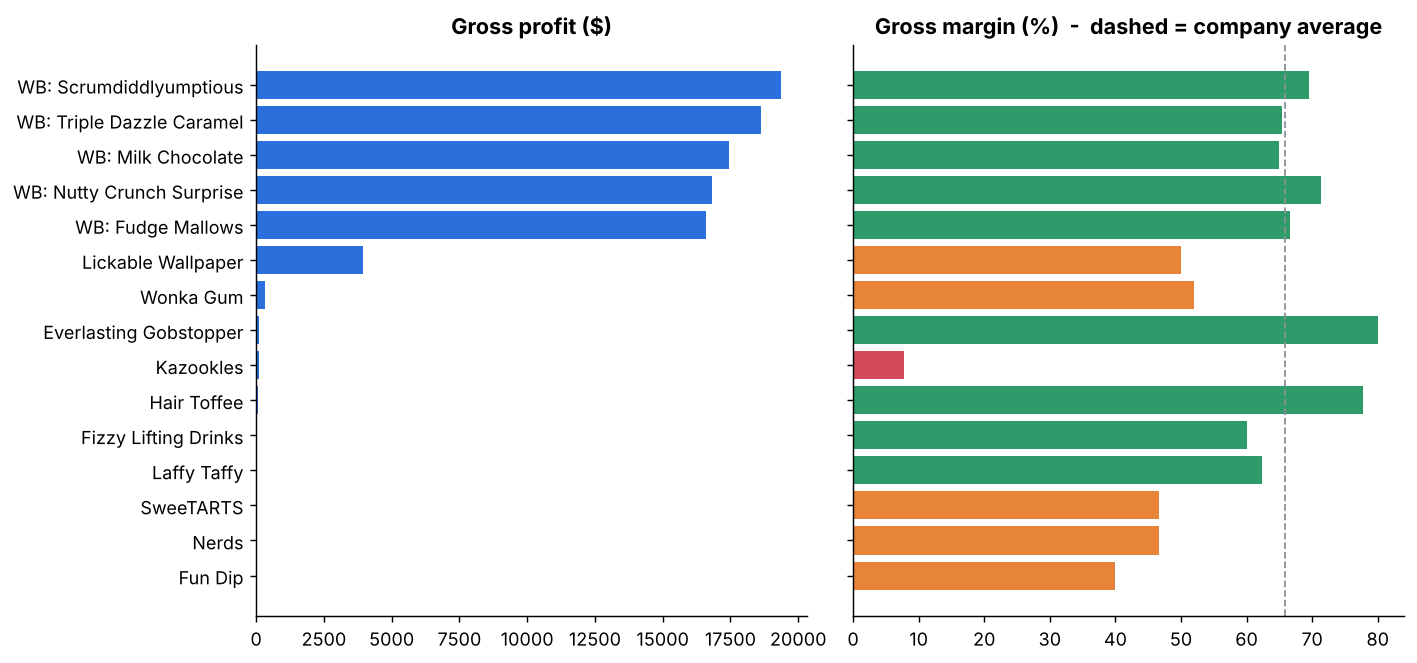 Gross profit ($)
Gross margin (%) - dashed = company average
WB: Scrumdiddlyumptious
WB: Triple Dazzle Caramel
WB: Milk Chocolate
WB: Nutty Crunch Surprise
WB: Fudge Mallows
Lickable Wallpaper
Wonka Gum
Everlasting Gobstopper
Kazookles
Hair Toffee
Fizzy Lifting Drinks
Laffy Taffy
SweeTARTS
Nerds
Fun Dip
0 2500 5000 7500 10000 12500 15000 17500 20000
0 10 20 30 40 50 60 70 80